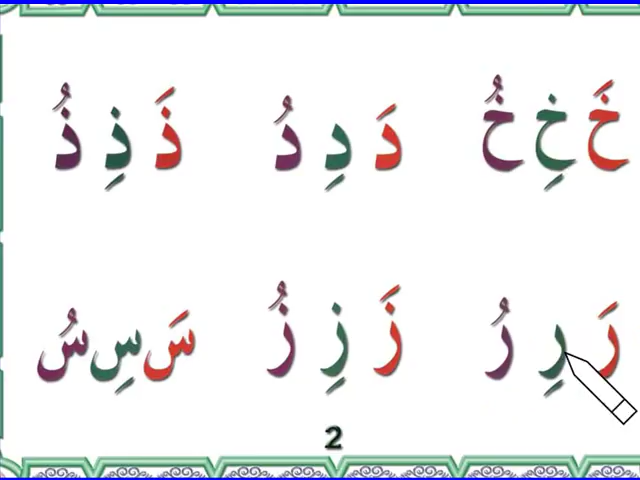 خَ خِ خُ دَ دِ دُ ذَ ذِ ذُ
رَ رِ رُ زَ زِ زُ سَ سِ سُ
2